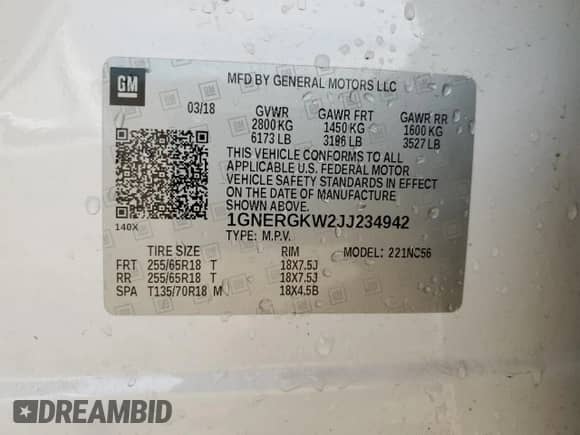 GM
MFD BY GENERAL MOTORS LLC
03/18 GVWR GAWR FRT GAWR RR
2800 KG 1450 KG 1600 KG
6173 LB 3196 LB 3527 LB
THIS VEHICLE CONFORMS TO ALL
APPLICABLE U.S. FEDERAL MOTOR
VEHICLE SAFETY STANDARDS IN EFFECT
ON THE DATE OF MANUFACTURE
SHOWN ABOVE.
140X 1GNERGKW2JJ234942
TYPE: M.P.V. MODEL: 221NC56
TIRE SIZE RIM
FRT 255/65R18 T 18X7.5J
RR 255/65R18 T 18X7.5J
SPA T135/70R18 M 18X4.5B
DREAMBID